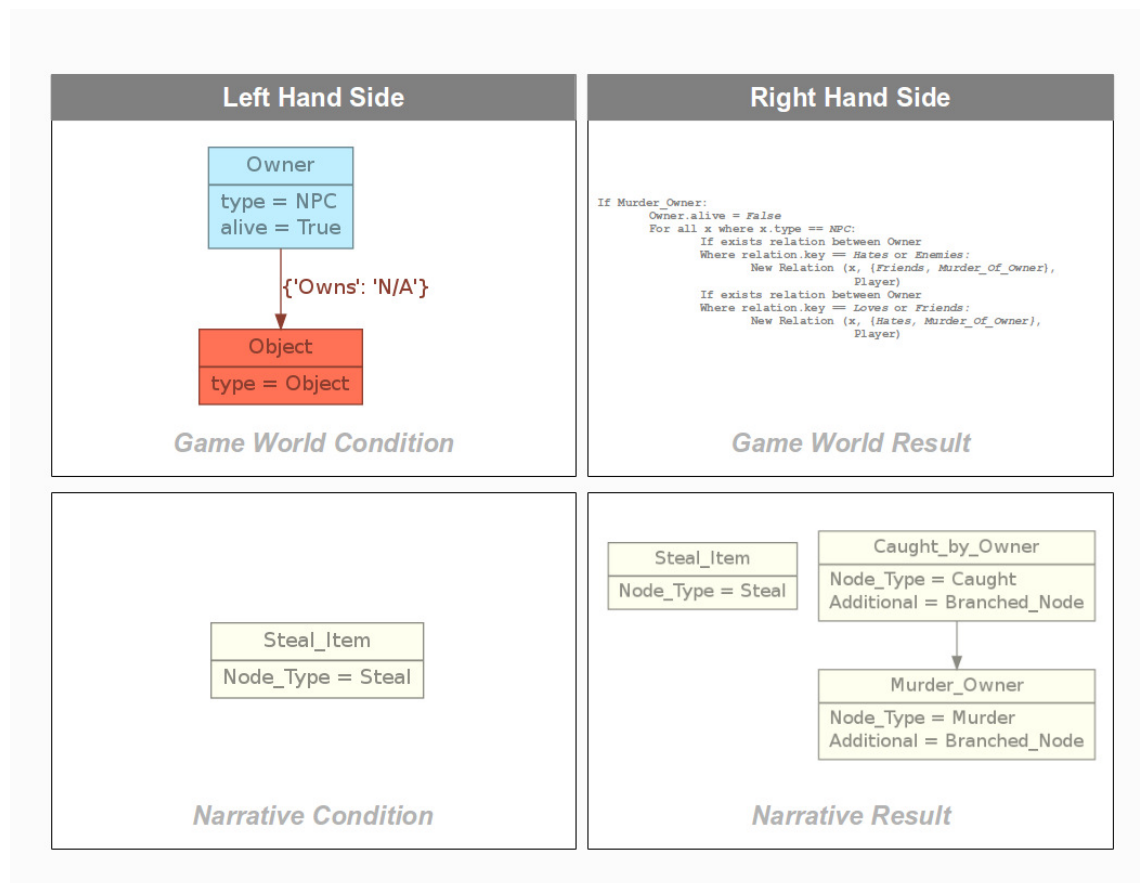 Left Hand Side
Right Hand Side
Owner
type = NPC
alive = True
{'Owns': 'N/A'}
Object
type = Object
Game World Condition
If Murder_Owner:
Owner.alive = False
For all x where x.type == NPC:
If exists relation between Owner
Where relation.key == Hates or Enemies:
New Relation (x, {Friends, Murder_Of_Owner},
Player)
If exists relation between Owner
Where relation.key == Loves or Friends:
New Relation (x, {Hates, Murder_Of_Owner},
Player)
Game World Result
Steal_Item
Node_Type = Steal
Narrative Condition
Steal_Item
Node_Type = Steal
Caught_by_Owner
Node_Type = Caught
Additional = Branched_Node
Murder_Owner
Node_Type = Murder
Additional = Branched_Node
Narrative Result